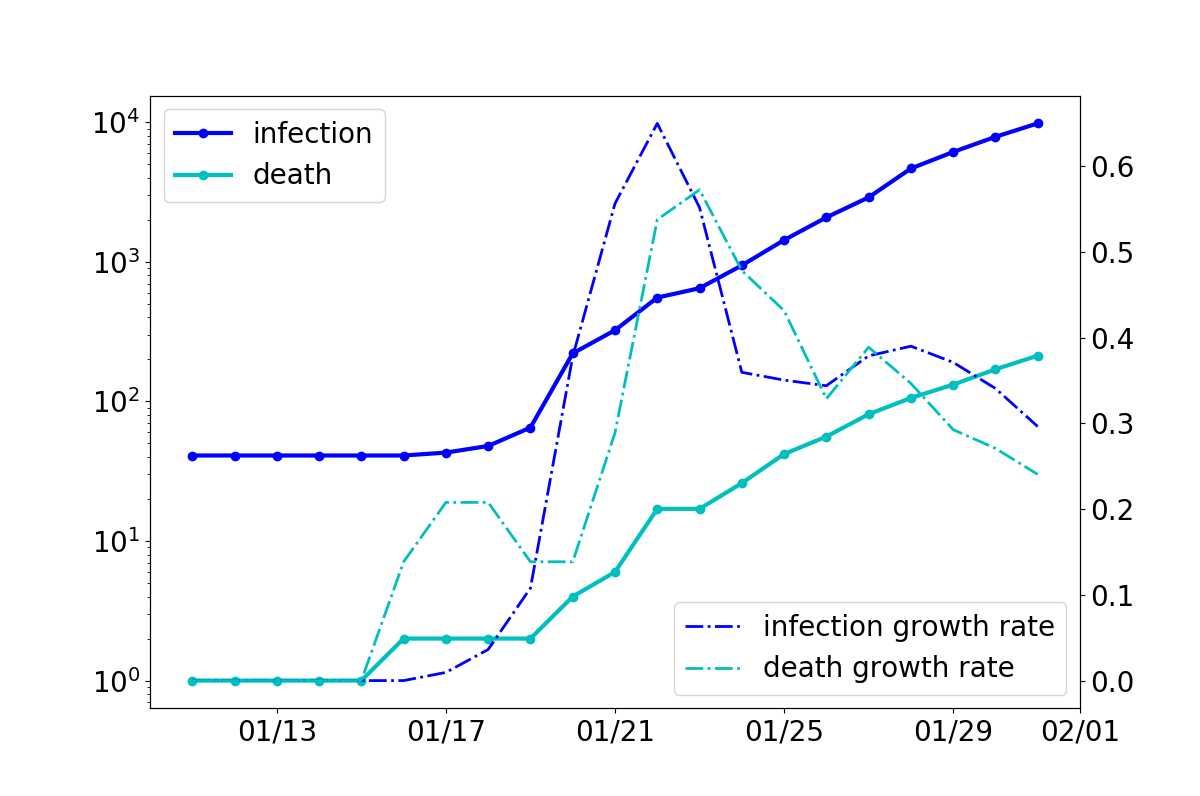 infection
death
10⁴
10³
10²
10¹
10⁰
0.6
0.5
0.4
0.3
0.2
0.1
0.0
infection growth rate
death growth rate
01/13 01/17 01/21 01/25 01/29 02/01